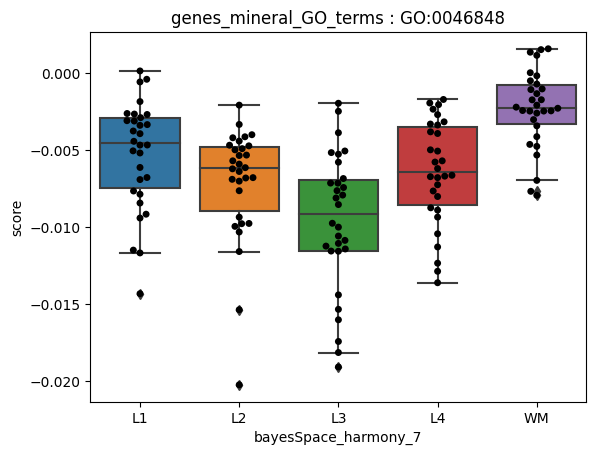 genes_mineral_GO_terms : GO:0046848
score
0.000
−0.005
−0.010
−0.015
−0.020
L1 L2 L3 L4 WM
bayesSpace_harmony_7